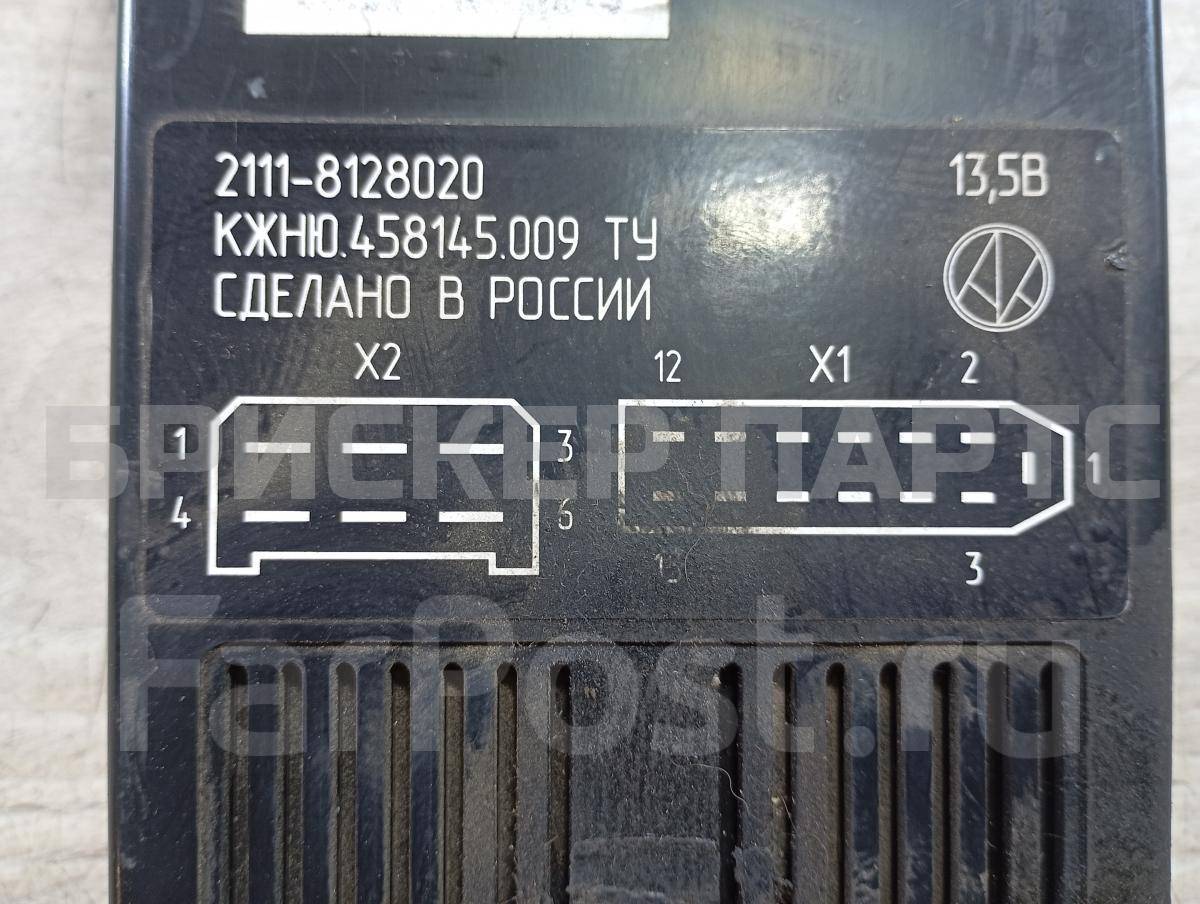 2111-8128020 13,5В
КЖНЮ.458145.009 ТУ
СДЕЛАНО В РОССИИ
X2 12 X1 2
1 3 1
4 6
3
БРИСКЕР ПАРТС
FarPost.ru